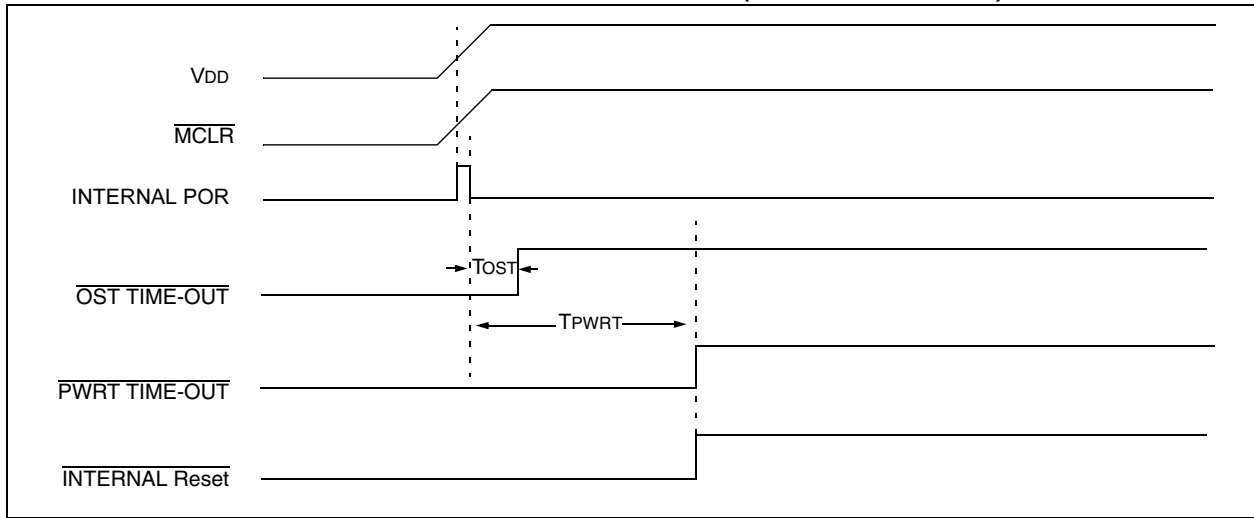 VDD
MCLR
INTERNAL POR
TOST
OST TIME-OUT
TPWRT
PWRT TIME-OUT
INTERNAL Reset